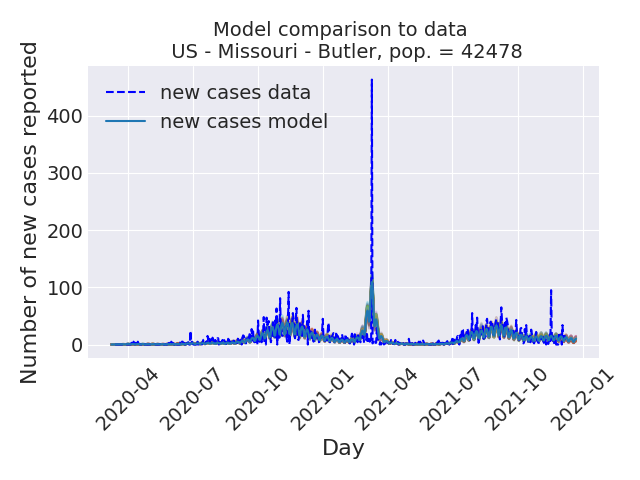 Model comparison to data
US - Missouri - Butler, pop. = 42478
Number of new cases reported
new cases data
new cases model
400
300
200
100
0
2020-04
2020-07
2020-10
2021-01
2021-04
2021-07
2021-10
2022-01
Day